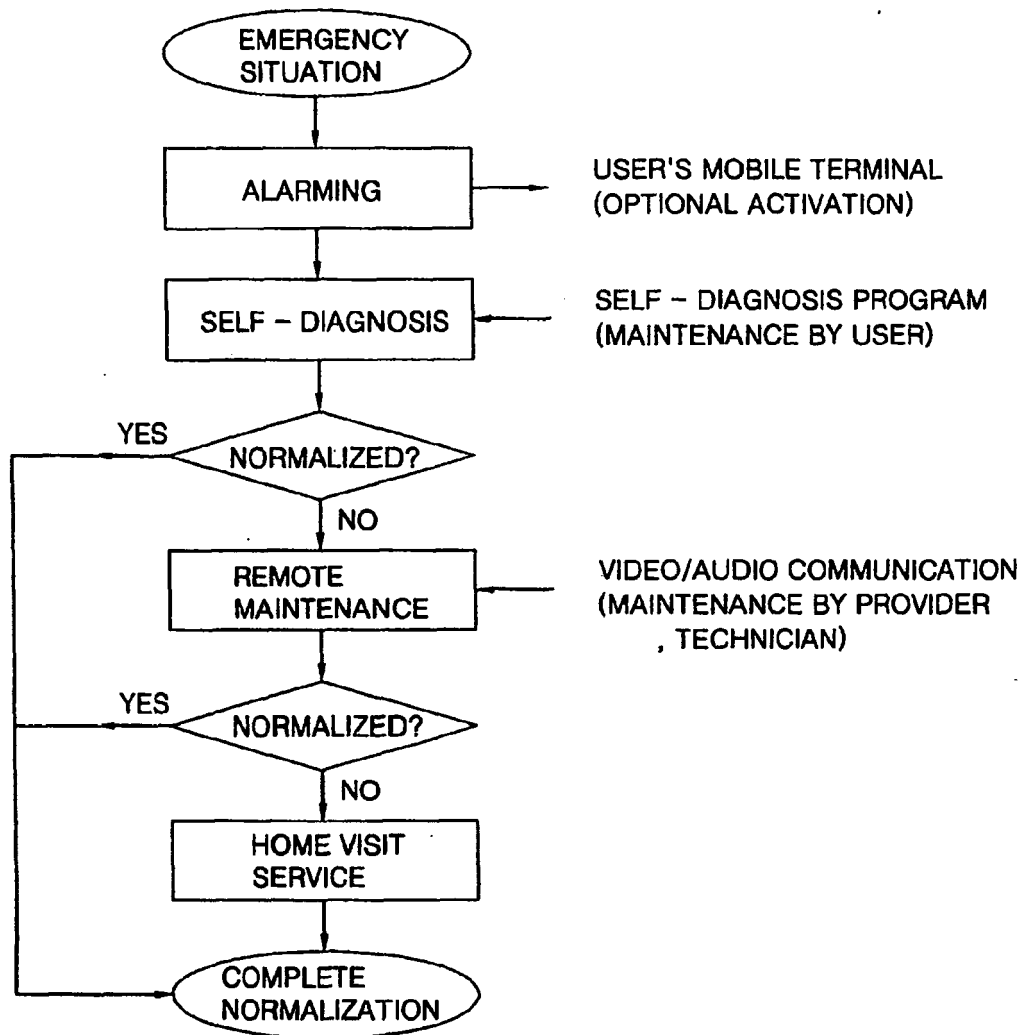 EMERGENCY
SITUATION
ALARMING
USER'S MOBILE TERMINAL
(OPTIONAL ACTIVATION)
SELF – DIAGNOSIS
SELF – DIAGNOSIS PROGRAM
(MAINTENANCE BY USER)
YES
NORMALIZED?
NO
REMOTE
MAINTENANCE
VIDEO/AUDIO COMMUNICATION
(MAINTENANCE BY PROVIDER
, TECHNICIAN)
YES
NORMALIZED?
NO
HOME VISIT
SERVICE
COMPLETE
NORMALIZATION